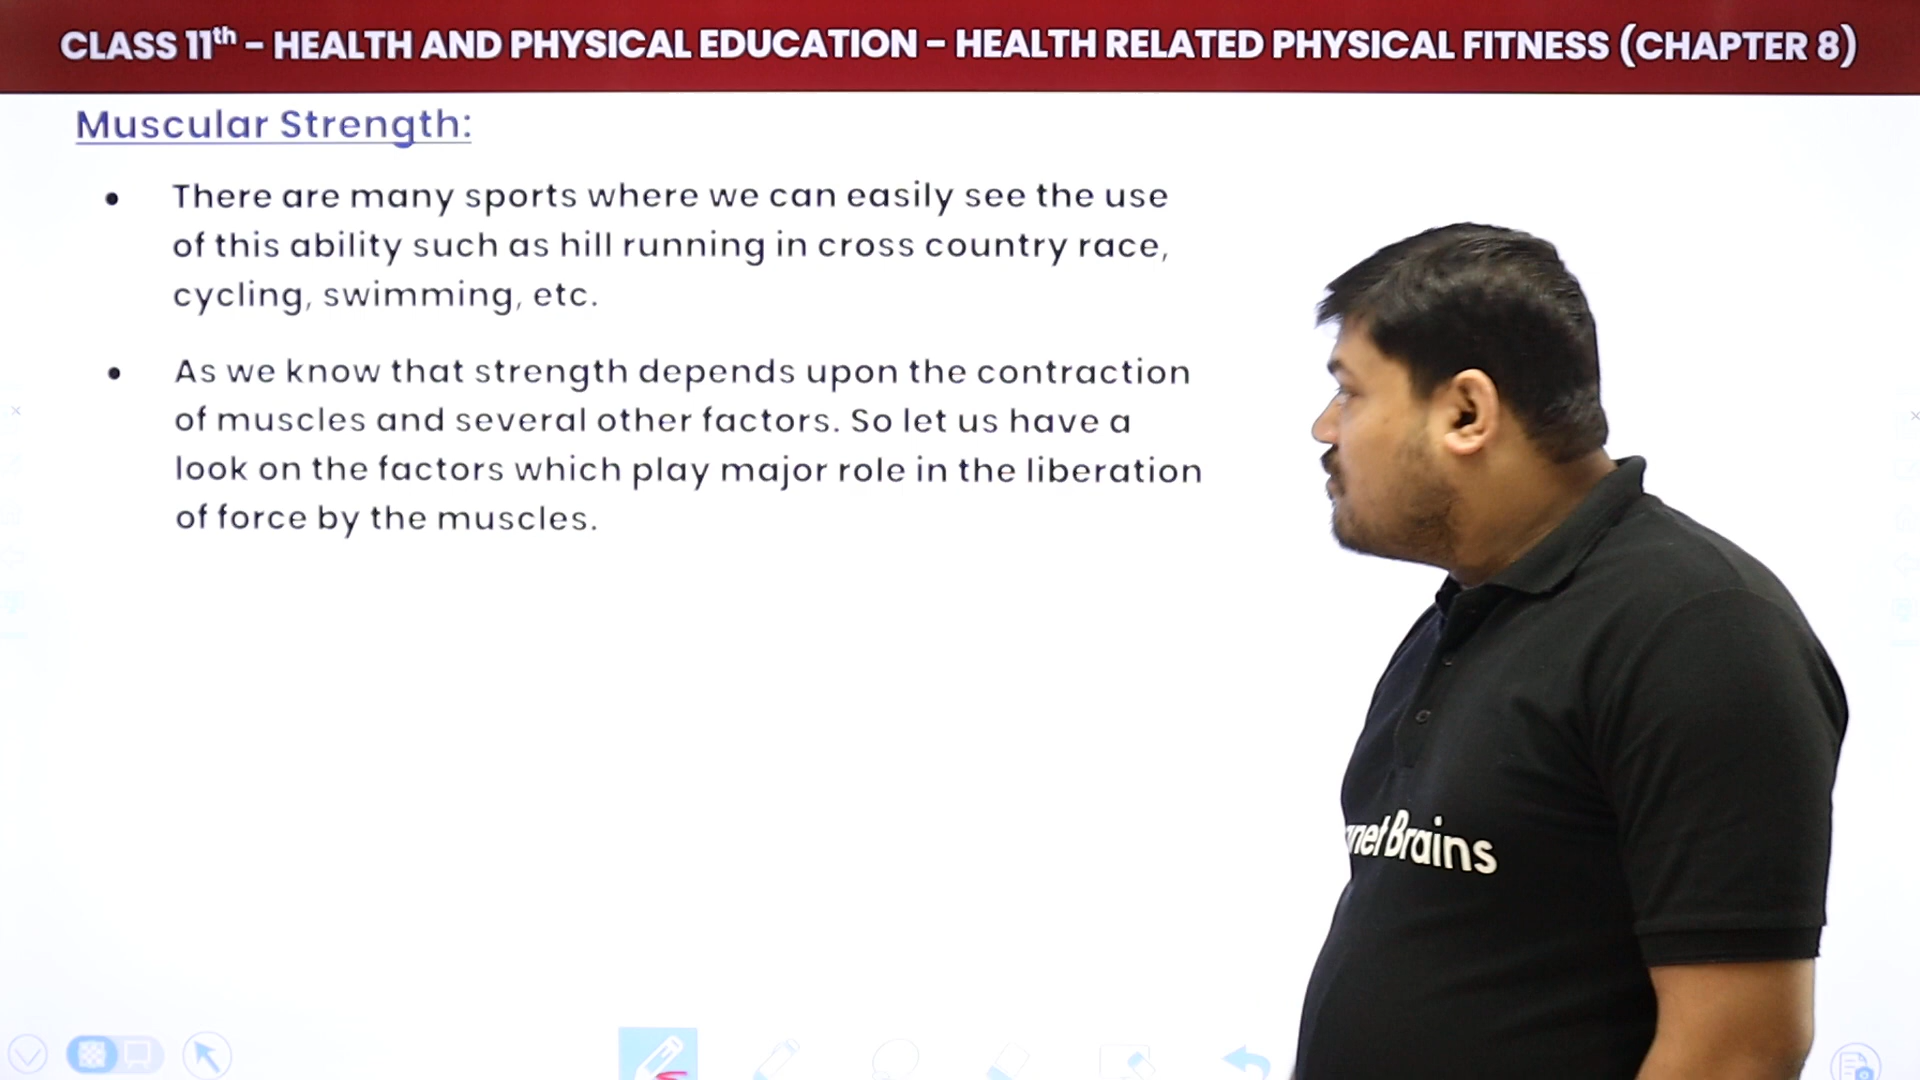 CLASS 11th – HEALTH AND PHYSICAL EDUCATION – HEALTH RELATED PHYSICAL FITNESS (CHAPTER 8)
Muscular Strength:
• There are many sports where we can easily see the use
of this ability such as hill running in cross country race,
cycling, swimming, etc.
• As we know that strength depends upon the contraction
of muscles and several other factors. So let us have a
look on the factors which play major role in the liberation
of force by the muscles.
Brains